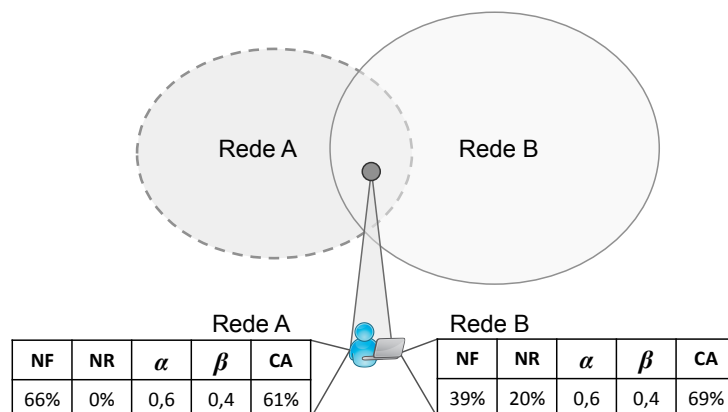 Rede A
Rede B
Rede A
NF NR α β CA
66% 0% 0,6 0,4 61%
Rede B
NF NR α β CA
39% 20% 0,6 0,4 69%